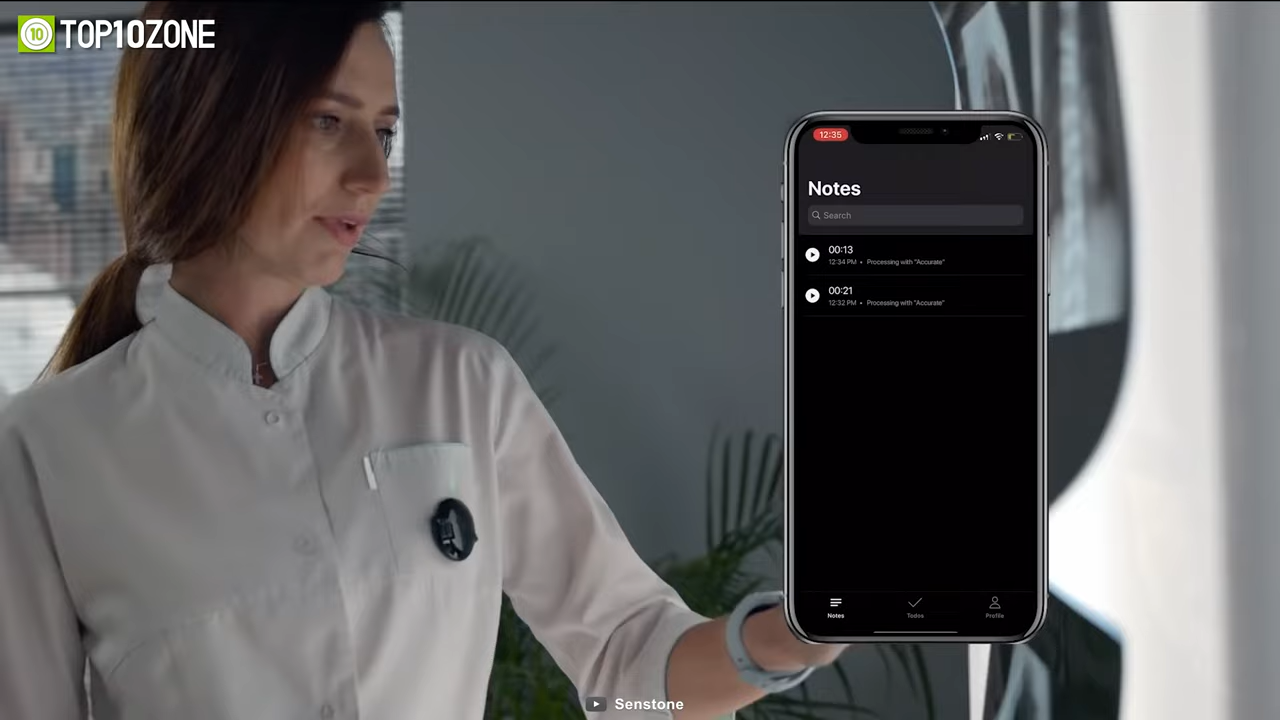 10 TOP10ZONE
12:35
Notes
Search
00:13
12:34 PM • Processing with "Accurate"
00:21
12:32 PM • Processing with "Accurate"
Notes Todos Profile
Senstone